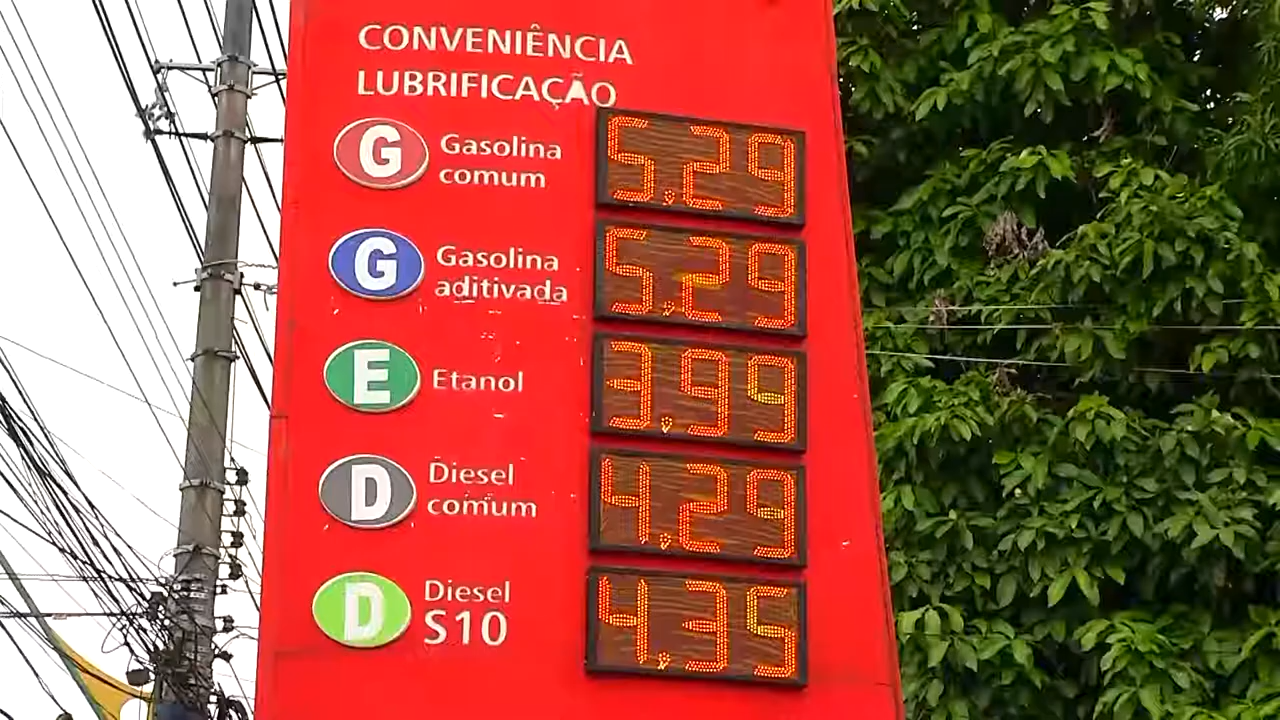 CONVENIÊNCIA
LUBRIFICAÇÃO
G Gasolina comum 5.29
G Gasolina aditivada 5.29
E Etanol 3.99
D Diesel comum 4.29
D Diesel S10 4.35